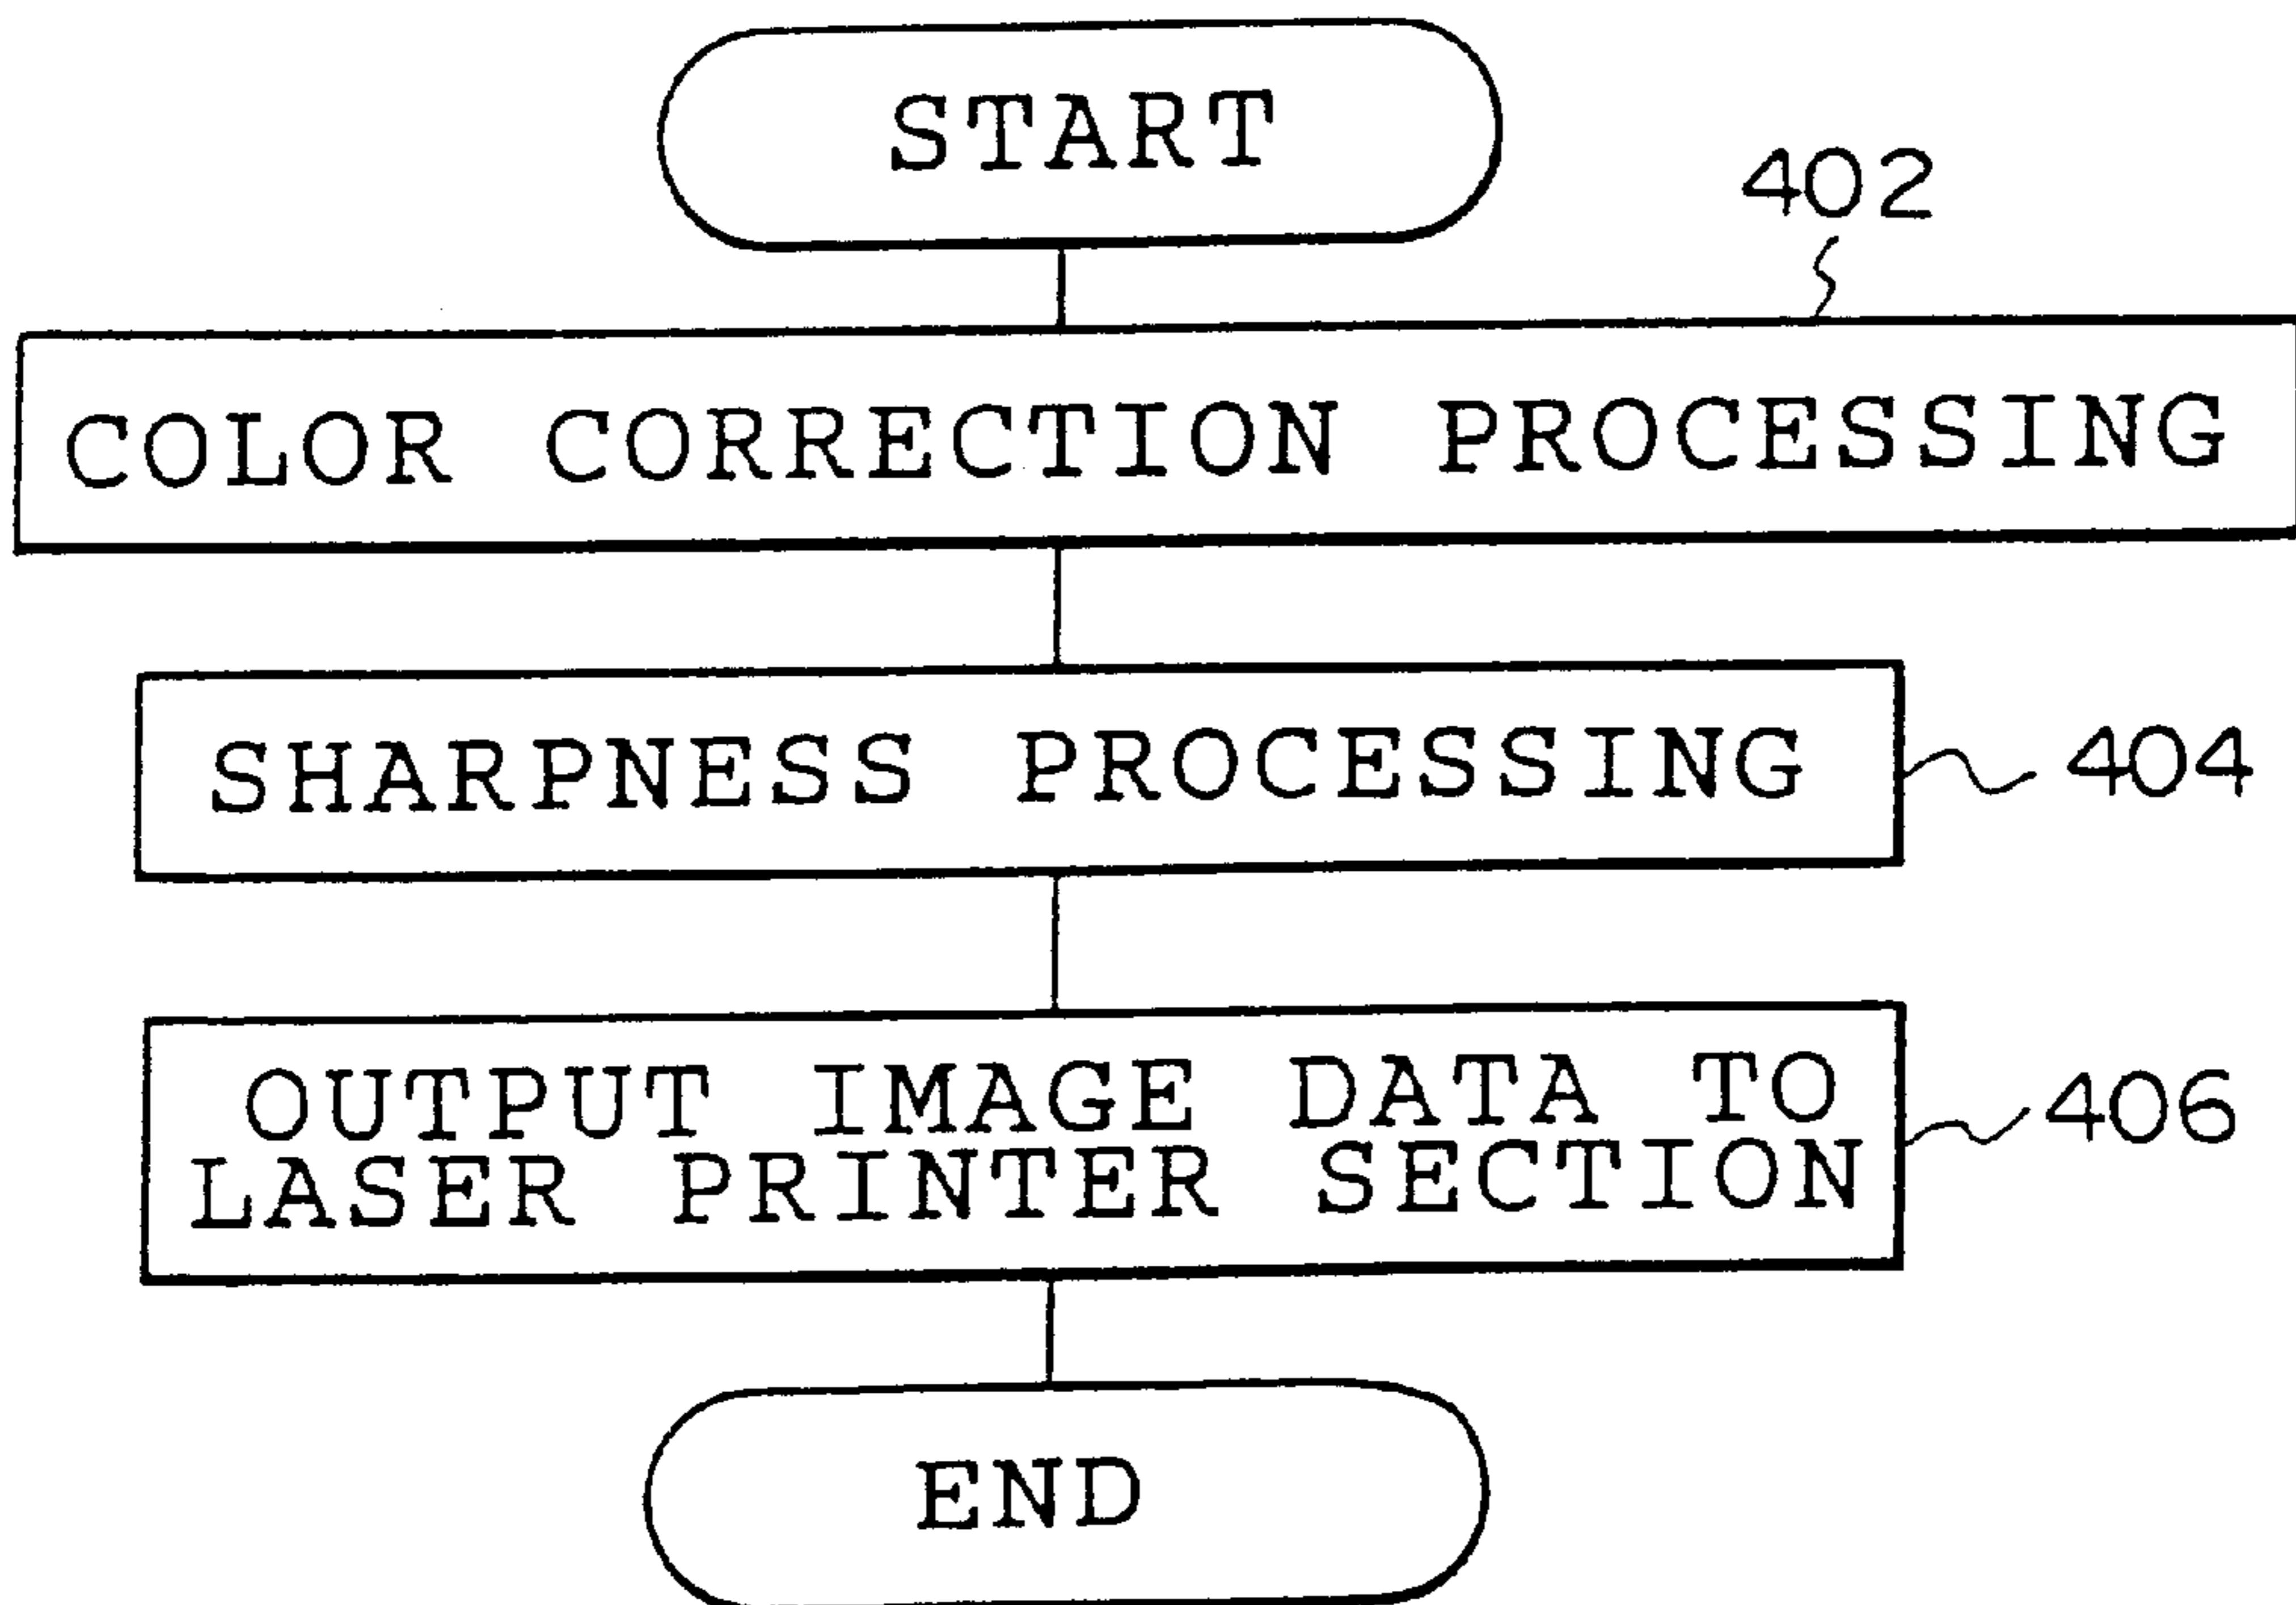 START
402
COLOR CORRECTION PROCESSING
SHARPNESS PROCESSING
404
OUTPUT IMAGE DATA TO
LASER PRINTER SECTION
406
END